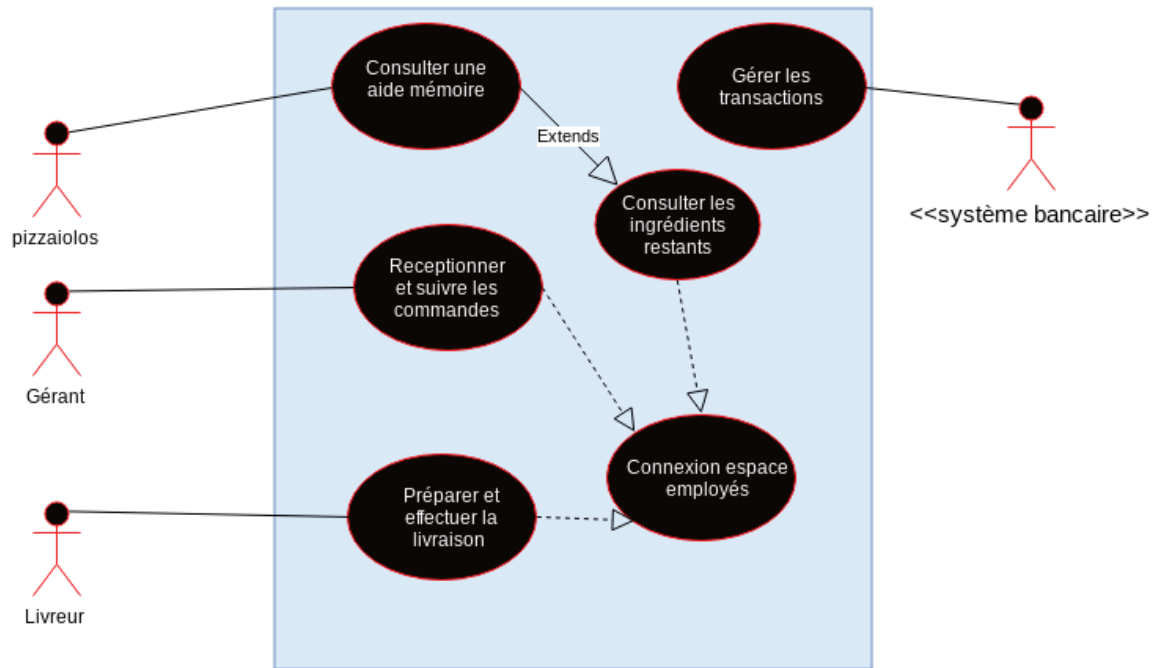 Consulter une
aide mémoire
Gérer les
transactions
Extends
pizzaiolos
Consulter les
ingrédients
restants
<<système bancaire>>
Receptionner
et suivre les
commandes
Gérant
Connexion espace
employés
Préparer et
effectuer la
livraison
Livreur